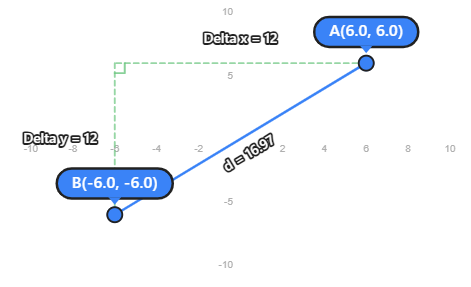 10
A(6.0, 6.0)
Delta x = 12
5
Delta y = 12
-10
-8
-6
-4
-2
2
4
6
8
10
d = 16.97
B(-6.0, -6.0)
-5
-10